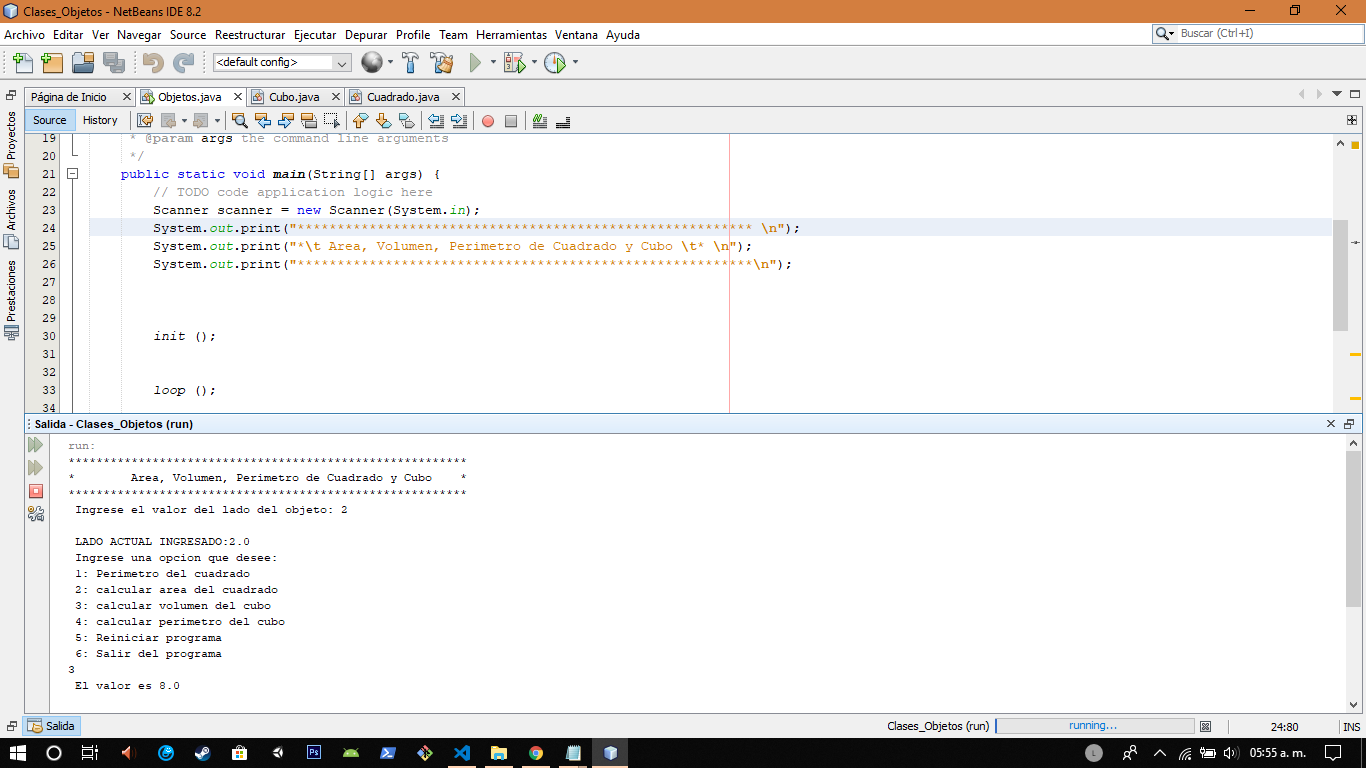 Clases_Objetos - NetBeans IDE 8.2
Archivo Editar Ver Navegar Source Reestructurar Ejecutar Depurar Profile Team Herramientas Ventana Ayuda
Buscar (Ctrl+I)
<default config>
Página de Inicio Objetos.java Cubo.java Cuadrado.java
Source History
Proyectos
Archivos
Prestaciones
19 * @param args the command line arguments
20 */
21 public static void main(String[] args) {
22 // TODO code application logic here
23 Scanner scanner = new Scanner(System.in);
24 System.out.print("********************************************************* \n");
25 System.out.print("*\t Area, Volumen, Perimetro de Cuadrado y Cubo \t* \n");
26 System.out.print("*********************************************************\n");
27
28
29
30 init ();
31
32
33 loop ();
34
Salida - Clases_Objetos (run)
run:
*********************************************************
* Area, Volumen, Perimetro de Cuadrado y Cubo *
*********************************************************
Ingrese el valor del lado del objeto: 2
LADO ACTUAL INGRESADO:2.0
Ingrese una opcion que desee:
1: Perimetro del cuadrado
2: calcular area del cuadrado
3: calcular volumen del cubo
4: calcular perimetro del cubo
5: Reiniciar programa
6: Salir del programa
3
El valor es 8.0
Salida
Clases_Objetos (run) running... 24:80 INS
Ps
L
05:55 a. m.